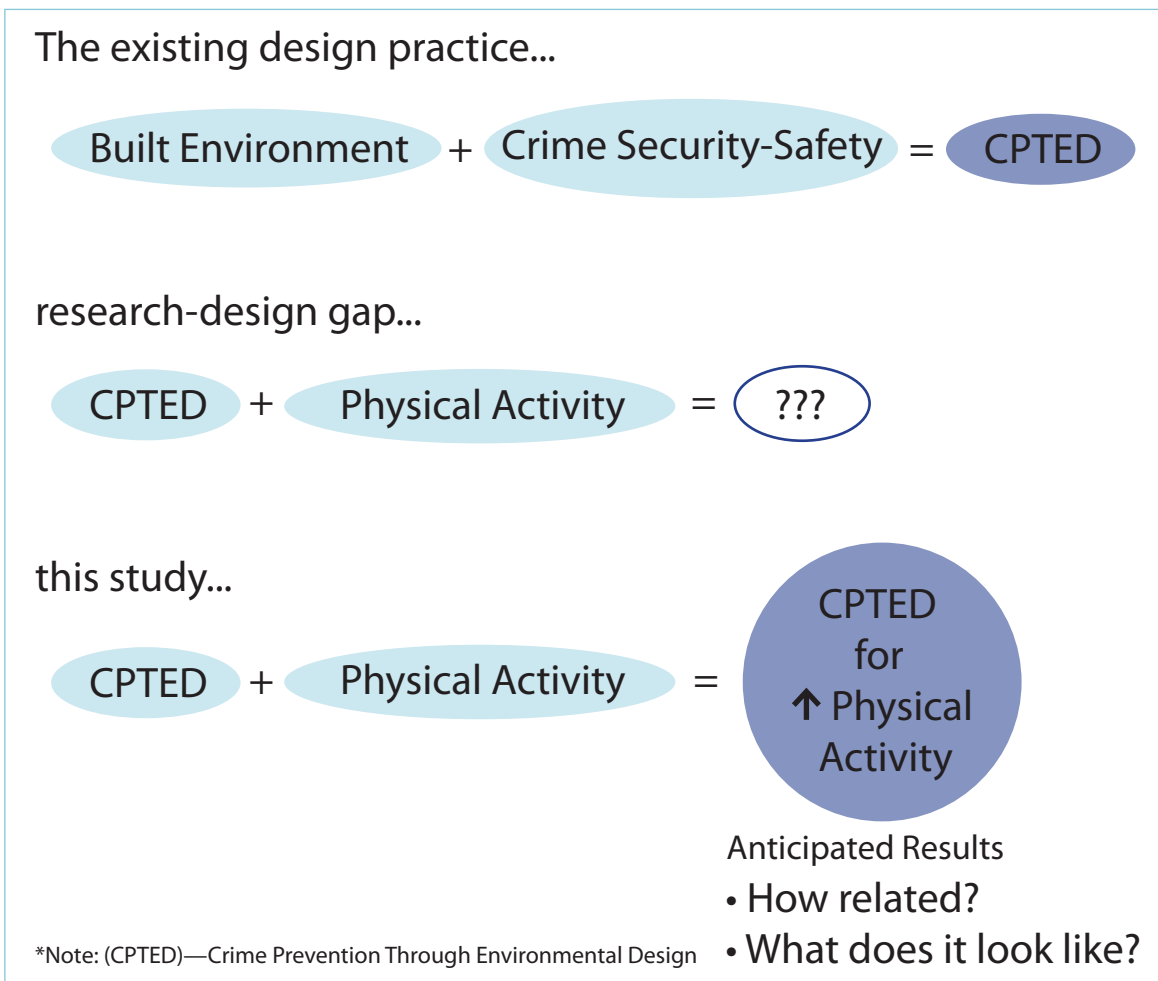 The existing design practice...
Built Environment + Crime Security-Safety = CPTED
research-design gap...
CPTED + Physical Activity = ???
this study...
CPTED + Physical Activity =
CPTED
for
↑ Physical
Activity
Anticipated Results
• How related?
• What does it look like?
*Note: (CPTED)—Crime Prevention Through Environmental Design